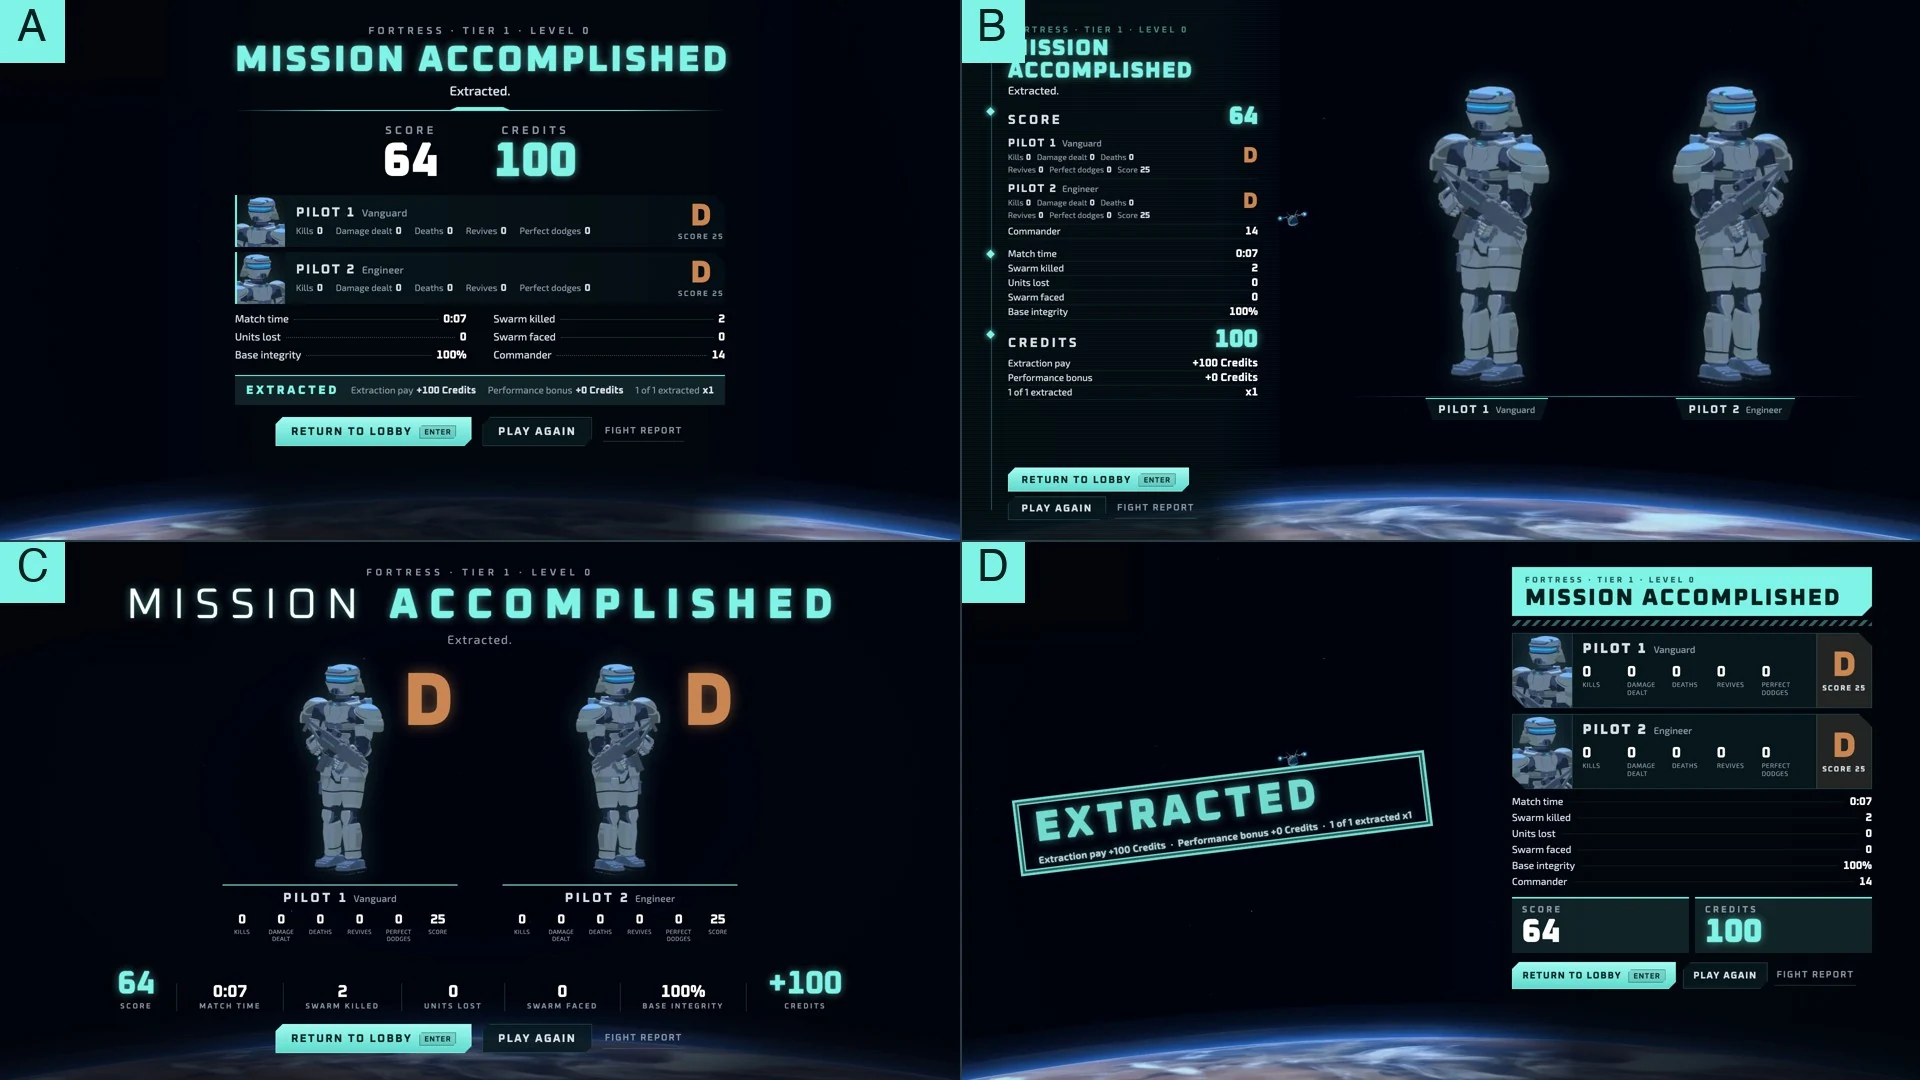 A
FORTRESS · TIER 1 · LEVEL 0
MISSION ACCOMPLISHED
Extracted.
SCORE CREDITS
64 100
PILOT 1 Vanguard D
Kills 0 Damage dealt 0 Deaths 0 Revives 0 Perfect dodges 0 SCORE 25
PILOT 2 Engineer D
Kills 0 Damage dealt 0 Deaths 0 Revives 0 Perfect dodges 0 SCORE 25
Match time 0:07 Swarm killed 2
Units lost 0 Swarm faced 0
Base integrity 100% Commander 14
EXTRACTED Extraction pay +100 Credits Performance bonus +0 Credits 1 of 1 extracted x1
RETURN TO LOBBY ENTER PLAY AGAIN FIGHT REPORT
B
TRESS · TIER 1 · LEVEL 0
MISSION
ACCOMPLISHED
Extracted.
SCORE 64
PILOT 1 Vanguard D
Kills 0 Damage dealt 0 Deaths 0
Revives 0 Perfect dodges 0 Score 25
PILOT 2 Engineer D
Kills 0 Damage dealt 0 Deaths 0
Revives 0 Perfect dodges 0 Score 25
Commander 14
Match time 0:07
Swarm killed 2
Units lost 0
Swarm faced 0
Base integrity 100%
CREDITS 100
Extraction pay +100 Credits
Performance bonus +0 Credits
1 of 1 extracted x1
RETURN TO LOBBY ENTER
PLAY AGAIN FIGHT REPORT
PILOT 1 Vanguard PILOT 2 Engineer
C
FORTRESS · TIER 1 · LEVEL 0
MISSION ACCOMPLISHED
Extracted.
D D
PILOT 1 Vanguard PILOT 2 Engineer
0 0 0 0 0 25 0 0 0 0 0 25
KILLS DAMAGE DEALT DEATHS REVIVES PERFECT DODGES SCORE KILLS DAMAGE DEALT DEATHS REVIVES PERFECT DODGES SCORE
64 0:07 2 0 0 100% +100
SCORE MATCH TIME SWARM KILLED UNITS LOST SWARM FACED BASE INTEGRITY CREDITS
RETURN TO LOBBY ENTER PLAY AGAIN FIGHT REPORT
D
EXTRACTED
Extraction pay +100 Credits · Performance bonus +0 Credits · 1 of 1 extracted x1
FORTRESS · TIER 1 · LEVEL 0
MISSION ACCOMPLISHED
PILOT 1 Vanguard D
0 0 0 0 0
KILLS DAMAGE DEALT DEATHS REVIVES PERFECT DODGES SCORE 25
PILOT 2 Engineer D
0 0 0 0 0
KILLS DAMAGE DEALT DEATHS REVIVES PERFECT DODGES SCORE 25
Match time 0:07
Swarm killed 2
Units lost 0
Swarm faced 0
Base integrity 100%
Commander 14
SCORE CREDITS
64 100
RETURN TO LOBBY ENTER PLAY AGAIN FIGHT REPORT